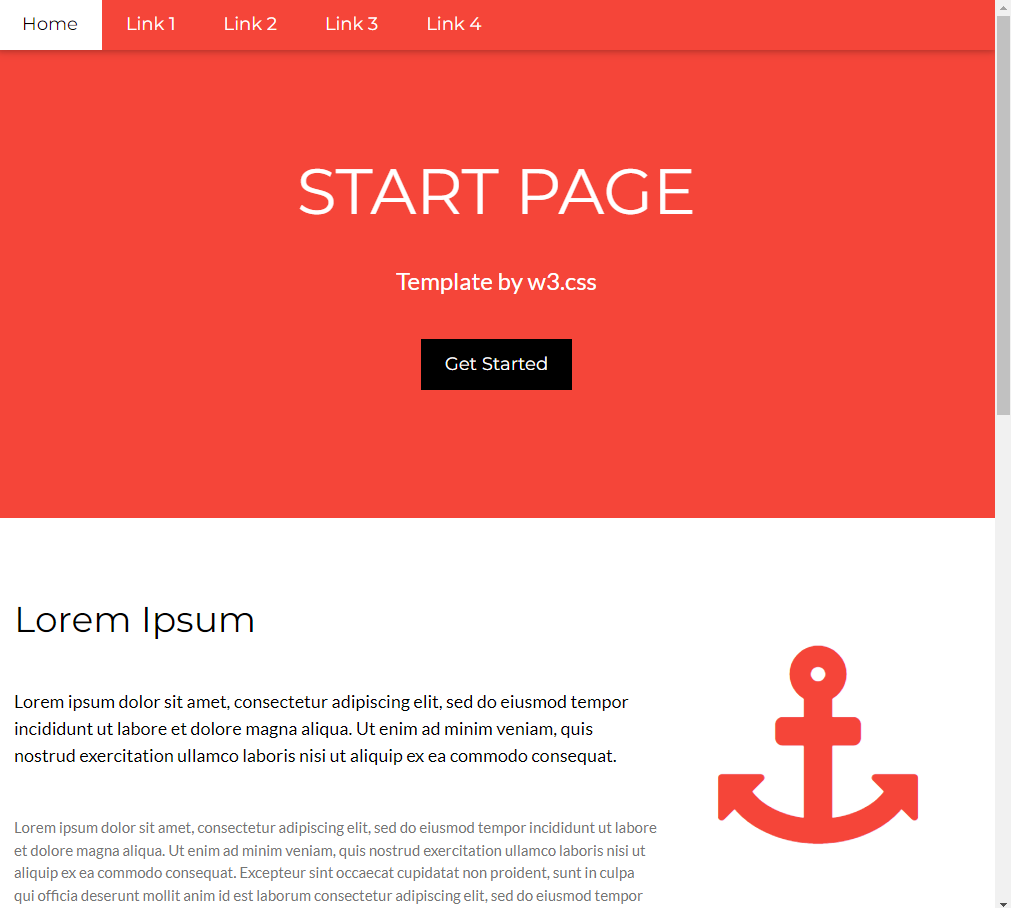 Home Link 1 Link 2 Link 3 Link 4
START PAGE
Template by w3.css
Get Started
Lorem Ipsum
Lorem ipsum dolor sit amet, consectetur adipiscing elit, sed do eiusmod tempor
incididunt ut labore et dolore magna aliqua. Ut enim ad minim veniam, quis
nostrud exercitation ullamco laboris nisi ut aliquip ex ea commodo consequat.
Lorem ipsum dolor sit amet, consectetur adipiscing elit, sed do eiusmod tempor incididunt ut labore
et dolore magna aliqua. Ut enim ad minim veniam, quis nostrud exercitation ullamco laboris nisi ut
aliquip ex ea commodo consequat. Excepteur sint occaecat cupidatat non proident, sunt in culpa
qui officia deserunt mollit anim id est laborum consectetur adipiscing elit, sed do eiusmod tempor